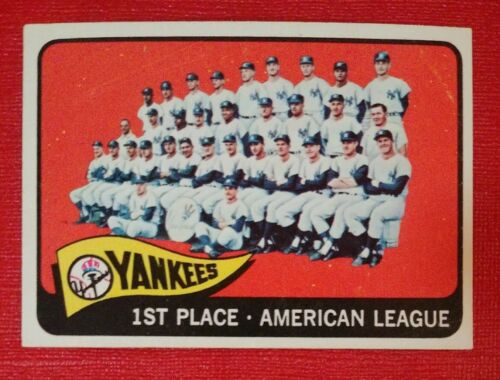 YANKEES
1ST PLACE · AMERICAN LEAGUE